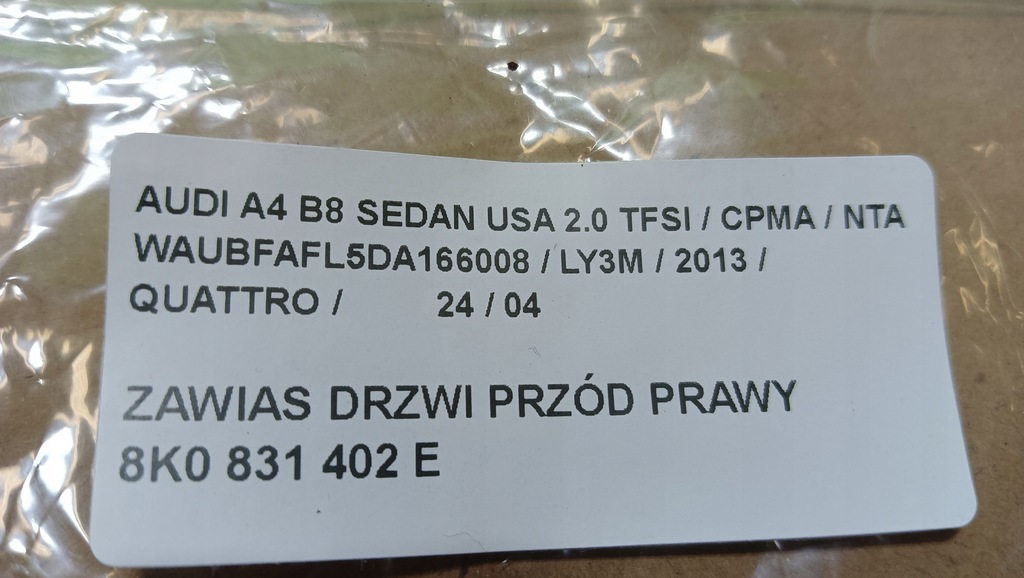 AUDI A4 B8 SEDAN USA 2.0 TFSI / CPMA / NTA
WAUBFAFL5DA166008 / LY3M / 2013 /
QUATTRO / 24 / 04
ZAWIAS DRZWI PRZÓD PRAWY
8K0 831 402 E